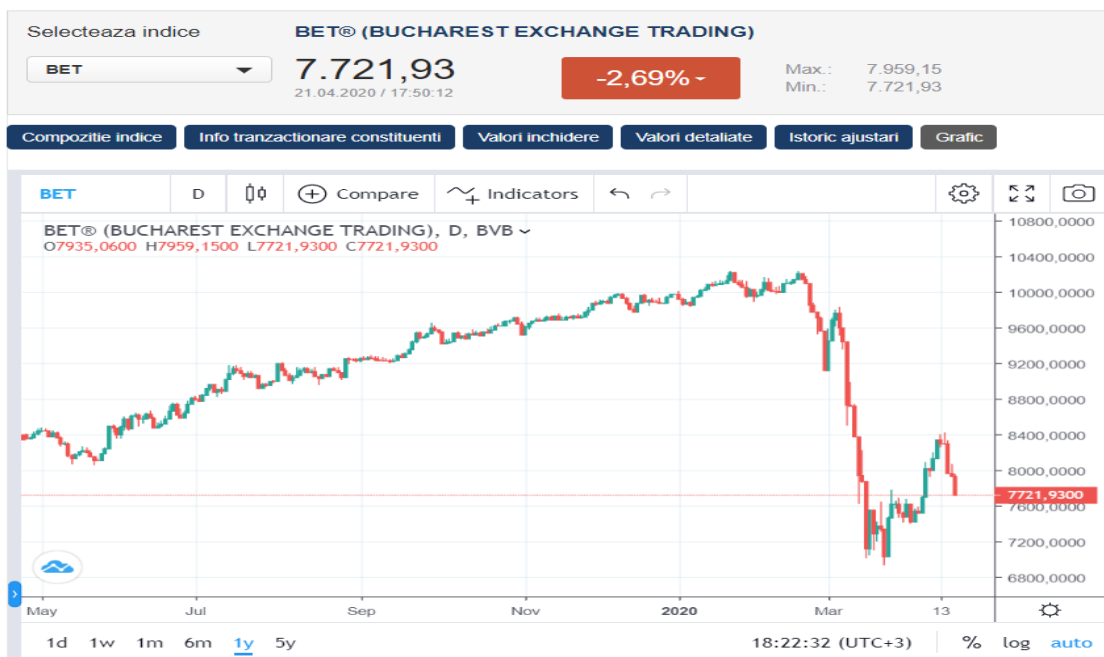 Selecteaza indice
BET® (BUCHAREST EXCHANGE TRADING)
BET
7.721,93
21.04.2020 / 17:50:12
-2,69%
Max.: 7.959,15
Min.: 7.721,93
Compozitie indice Info tranzactionare constituenti Valori inchidere Valori detaliate Istoric ajustari Grafic
BET D Compare Indicators
BET® (BUCHAREST EXCHANGE TRADING), D, BVB
O7935,0600 H7959,1500 L7721,9300 C7721,9300
10800,0000
10400,0000
10000,0000
9600,0000
9200,0000
8800,0000
8400,0000
8000,0000
7721,9300
7600,0000
7200,0000
6800,0000
May Jul Sep Nov 2020 Mar 13
1d 1w 1m 6m 1y 5y 18:22:32 (UTC+3) % log auto